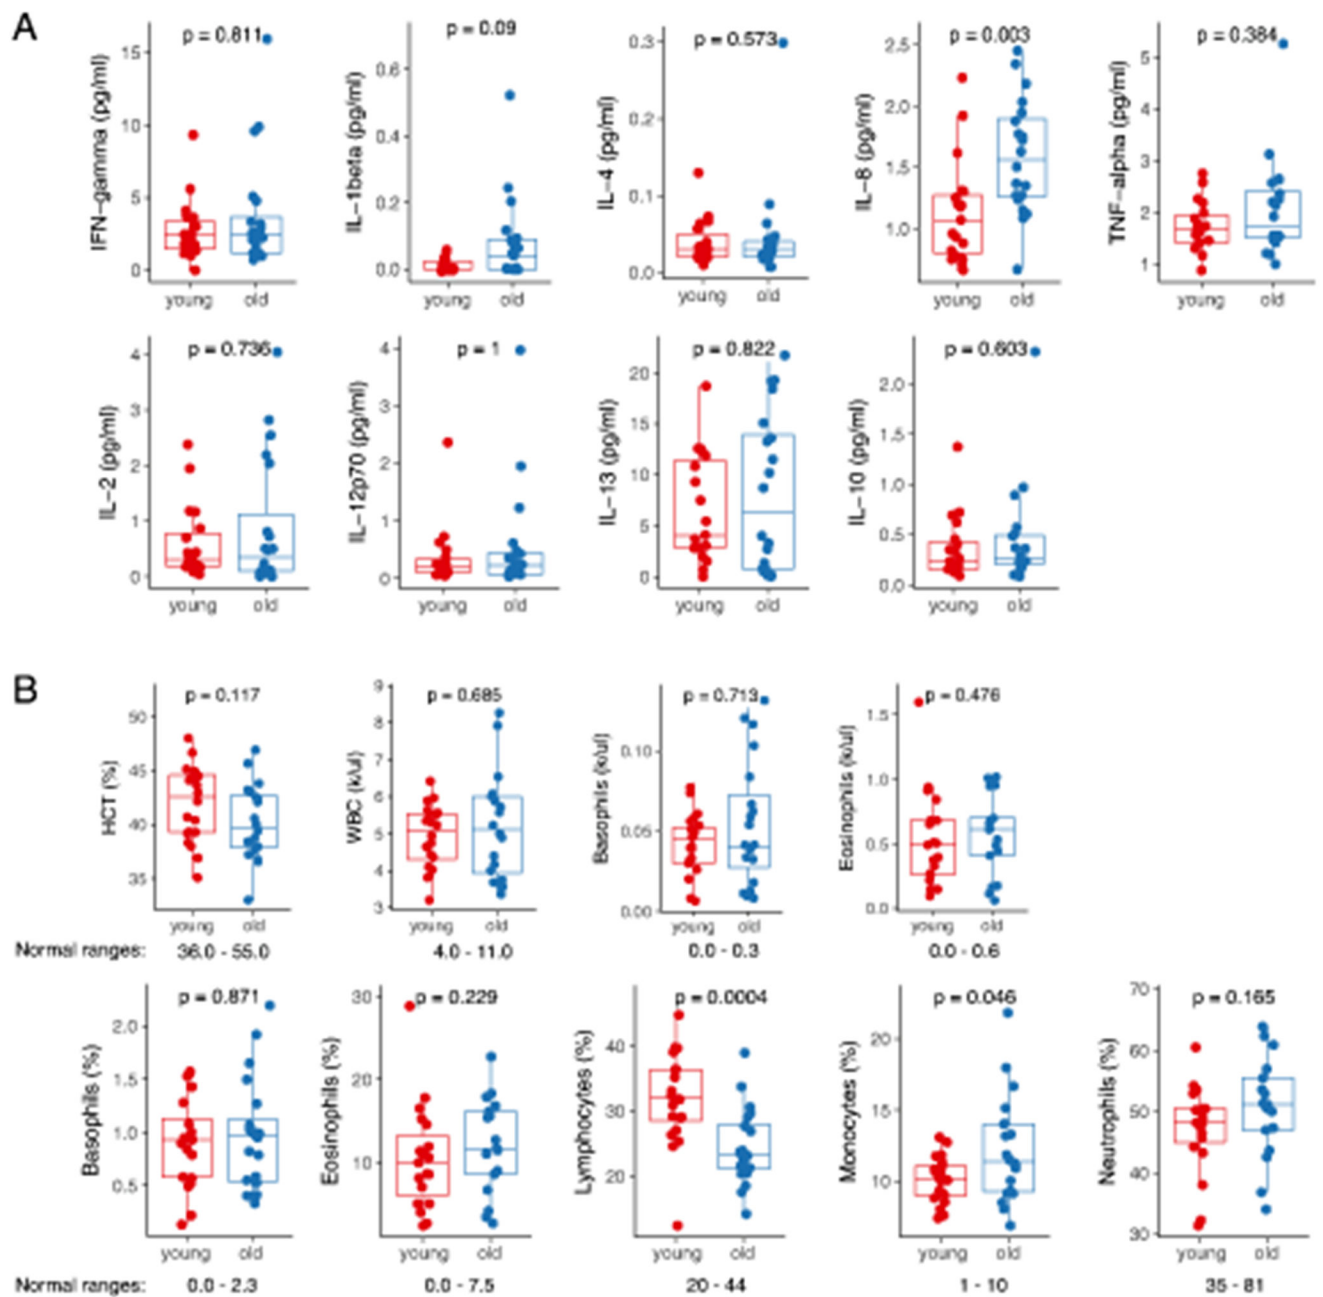 A
p = 0.811 p = 0.09 p = 0.573 p = 0.003 p = 0.384
IFN-gamma (pg/ml)
15
10
5
0
young old
IL-1beta (pg/ml)
0.6
0.4
0.2
0.0
young old
IL-4 (pg/ml)
0.3
0.2
0.1
0.0
young old
IL-8 (pg/ml)
2.5
2.0
1.5
1.0
young old
TNF-alpha (pg/ml)
5
4
3
2
1
young old
p = 0.736 p = 1 p = 0.822 p = 0.603
IL-2 (pg/ml)
4
3
2
1
0
young old
IL-12p70 (pg/ml)
4
3
2
1
0
young old
IL-13 (pg/ml)
20
15
10
5
0
young old
IL-10 (pg/ml)
2.0
1.5
1.0
0.5
0.0
young old
B
p = 0.117 p = 0.685 p = 0.713 p = 0.476
HCT (%)
50
45
40
35
young old
WBC (k/ul)
9
8
7
6
5
4
3
young old
Basophils (k/ul)
0.10
0.05
0.00
young old
Eosinophils (k/ul)
1.5
1.0
0.5
0.0
young old
Normal ranges: 36.0 - 55.0 4.0 - 11.0 0.0 - 0.3 0.0 - 0.6
p = 0.871 p = 0.229 p = 0.0004 p = 0.046 p = 0.165
Basophils (%)
2.0
1.5
1.0
0.5
young old
Eosinophils (%)
30
20
10
young old
Lymphocytes (%)
40
30
20
young old
Monocytes (%)
20
15
10
young old
Neutrophils (%)
70
60
50
40
30
young old
Normal ranges: 0.0 - 2.3 0.0 - 7.5 20 - 44 1 - 10 35 - 81